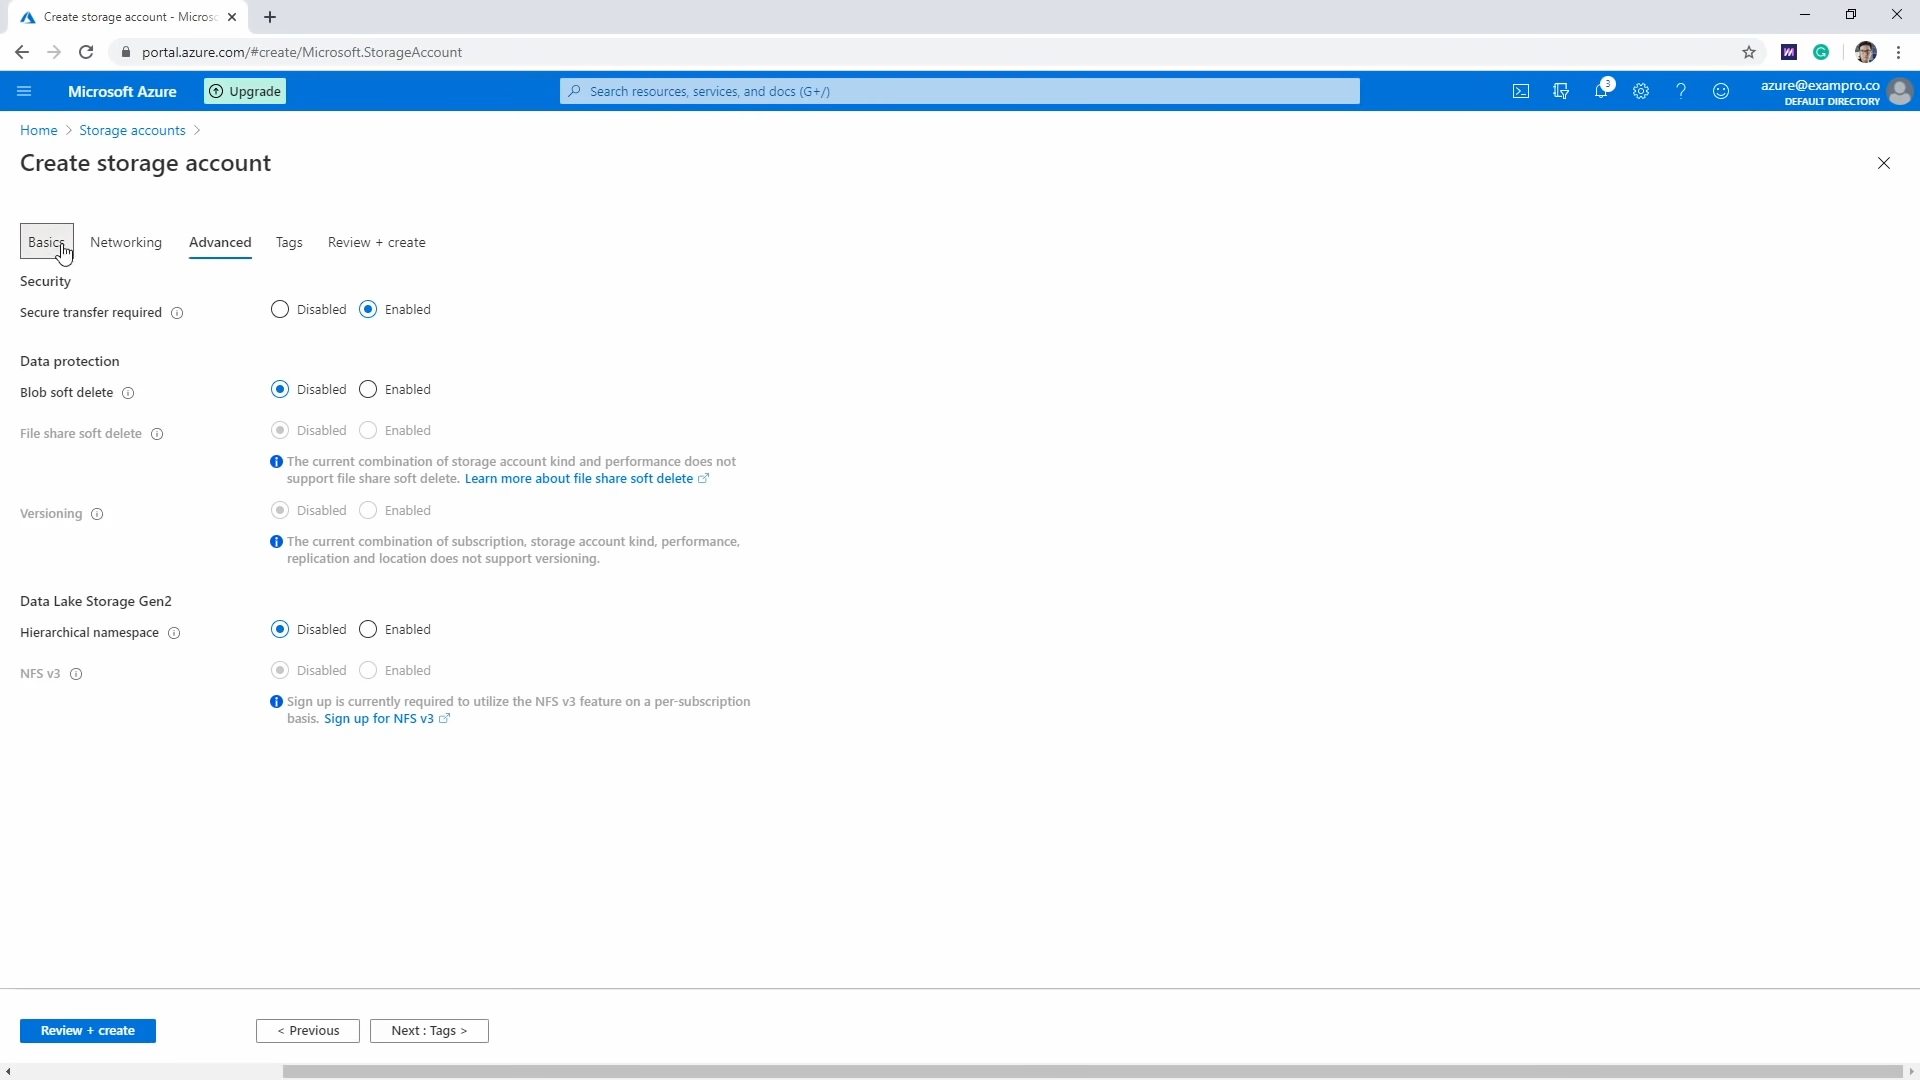 Create storage account - Micros
portal.azure.com/#create/Microsoft.StorageAccount
Microsoft Azure
Upgrade
Search resources, services, and docs (G+/)
3
azure@exampro.co
DEFAULT DIRECTORY
Home > Storage accounts >
Create storage account
Basics
Networking
Advanced
Tags
Review + create
Security
Secure transfer required
Disabled
Enabled
Data protection
Blob soft delete
Disabled
Enabled
File share soft delete
Disabled
Enabled
The current combination of storage account kind and performance does not
support file share soft delete. Learn more about file share soft delete
Versioning
Disabled
Enabled
The current combination of subscription, storage account kind, performance,
replication and location does not support versioning.
Data Lake Storage Gen2
Hierarchical namespace
Disabled
Enabled
NFS v3
Disabled
Enabled
Sign up is currently required to utilize the NFS v3 feature on a per-subscription
basis. Sign up for NFS v3
Review + create
< Previous
Next : Tags >